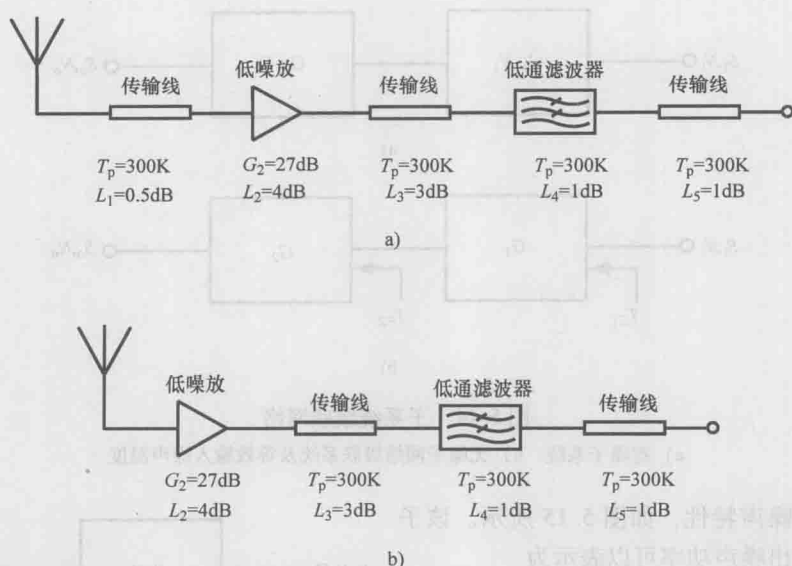 传输线 低噪放 传输线 低通滤波器 传输线
Tp=300K G2=27dB Tp=300K Tp=300K Tp=300K
L1=0.5dB L2=4dB L3=3dB L4=1dB L5=1dB
a)
低噪放 传输线 低通滤波器 传输线
G2=27dB Tp=300K Tp=300K Tp=300K
L2=4dB L3=3dB L4=1dB L5=1dB
b)